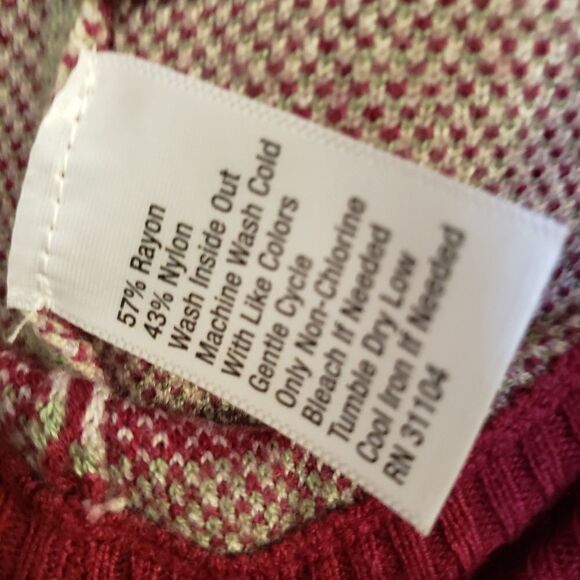 57% Rayon
43% Nylon
Wash Inside Out
Machine Wash Cold
With Like Colors
Gentle Cycle
Only Non-Chlorine
Bleach If Needed
Tumble Dry Low
Cool Iron If Needed
RN 31104